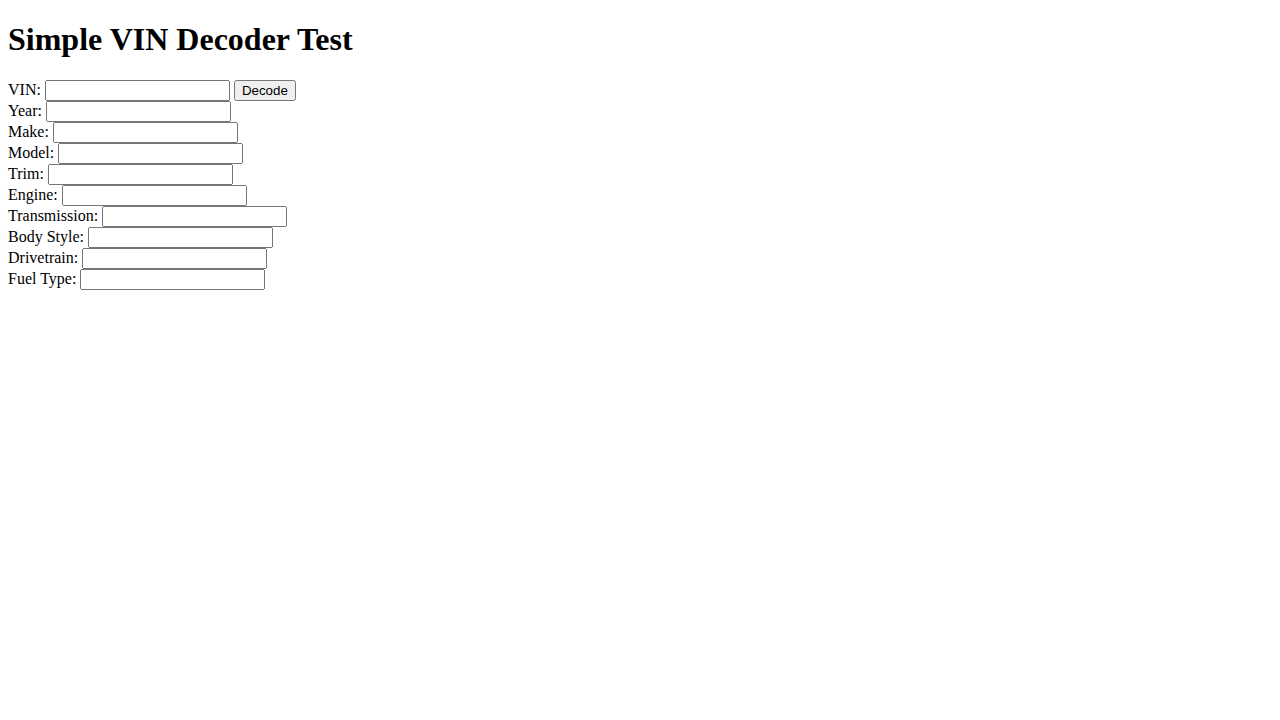 Simple VIN Decoder Test
VIN: Decode
Year:
Make:
Model:
Trim:
Engine:
Transmission:
Body Style:
Drivetrain:
Fuel Type: